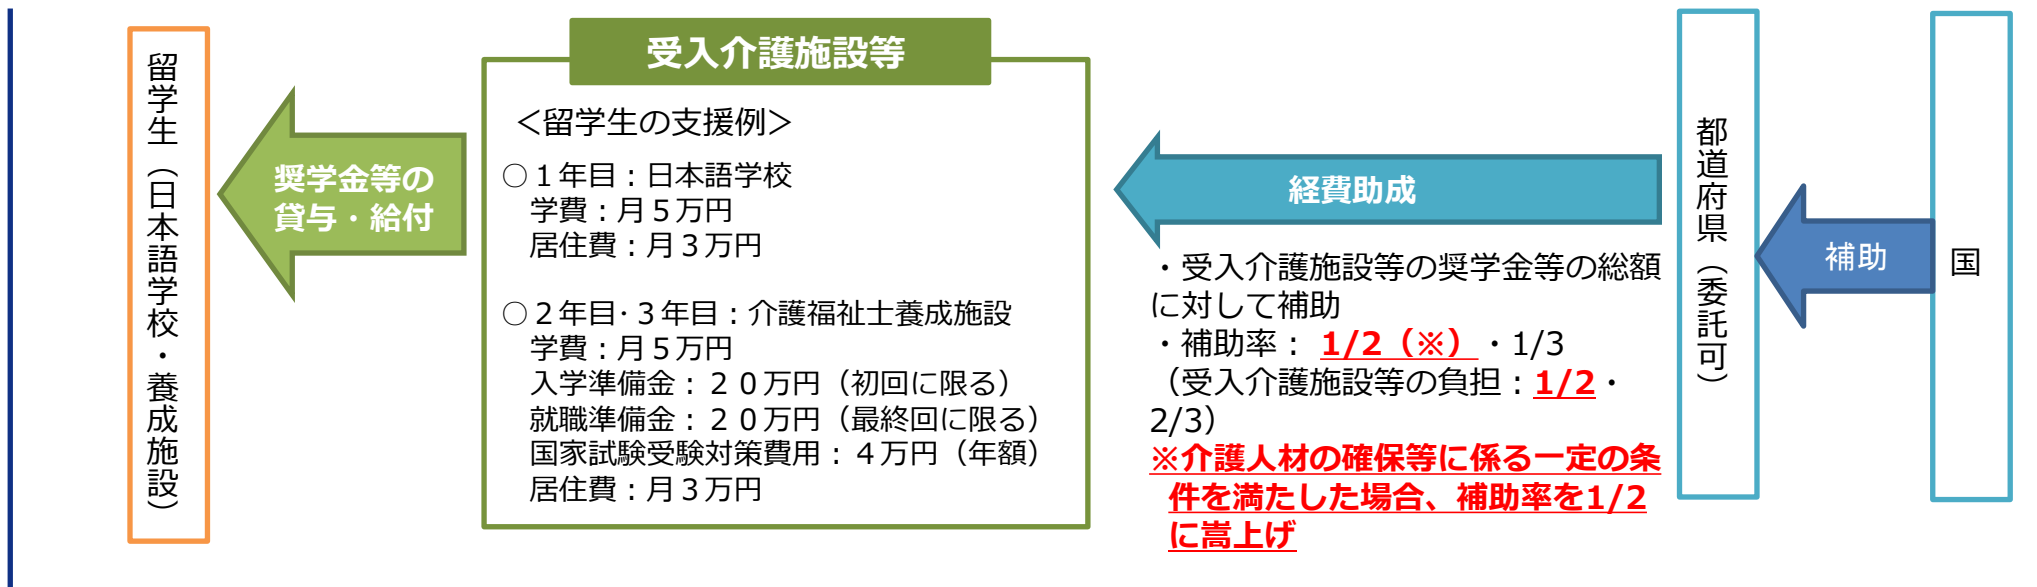 留学生（日本語学校・養成施設）
奨学金等の
貸与・給付
受入介護施設等
＜留学生の支援例＞
○１年目：日本語学校
学費：月５万円
居住費：月３万円
○２年目･３年目：介護福祉士養成施設
学費：月５万円
入学準備金：２０万円（初回に限る）
就職準備金：２０万円（最終回に限る）
国家試験受験対策費用：４万円（年額）
居住費：月３万円
経費助成
・受入介護施設等の奨学金等の総額
に対して補助
・補助率： 1/2（※）・1/3
（受入介護施設等の負担：1/2・
2/3）
※介護人材の確保等に係る一定の条
件を満たした場合、補助率を1/2
に嵩上げ
都道府県（委託可）
補助
国